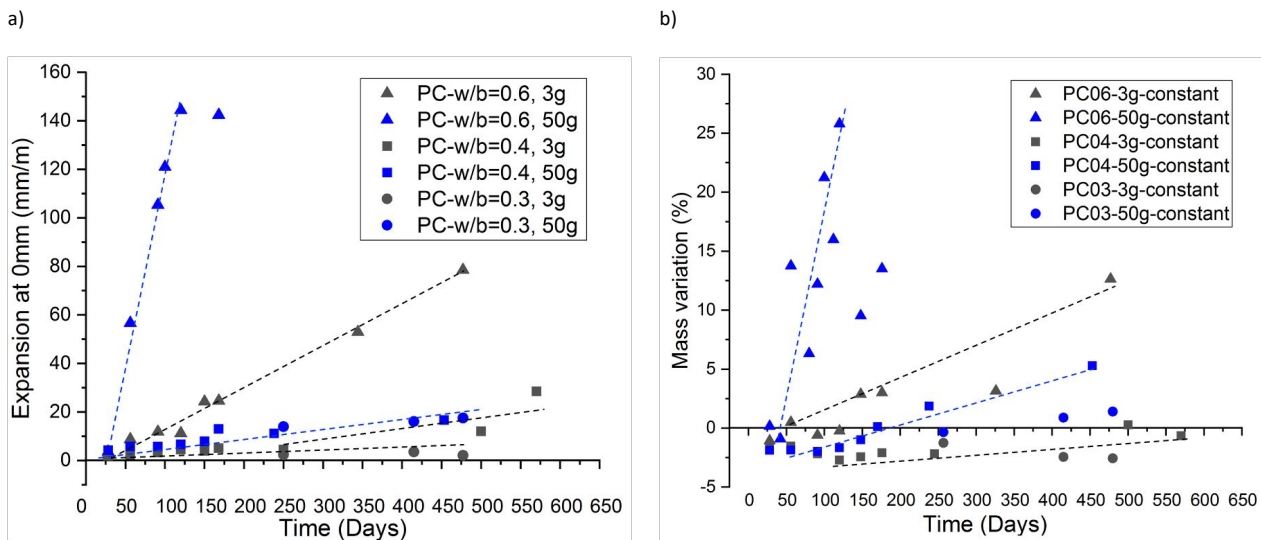 a)
b)
160
140
120
100
80
60
40
20
0
Expansion at 0mm (mm/m)
PC-w/b=0.6, 3g
PC-w/b=0.6, 50g
PC-w/b=0.4, 3g
PC-w/b=0.4, 50g
PC-w/b=0.3, 3g
PC-w/b=0.3, 50g
0 50 100 150 200 250 300 350 400 450 500 550 600 650
Time (Days)
30
25
20
15
10
5
0
-5
Mass variation (%)
PC06-3g-constant
PC06-50g-constant
PC04-3g-constant
PC04-50g-constant
PC03-3g-constant
PC03-50g-constant
0 50 100 150 200 250 300 350 400 450 500 550 600 650
Time (Days)